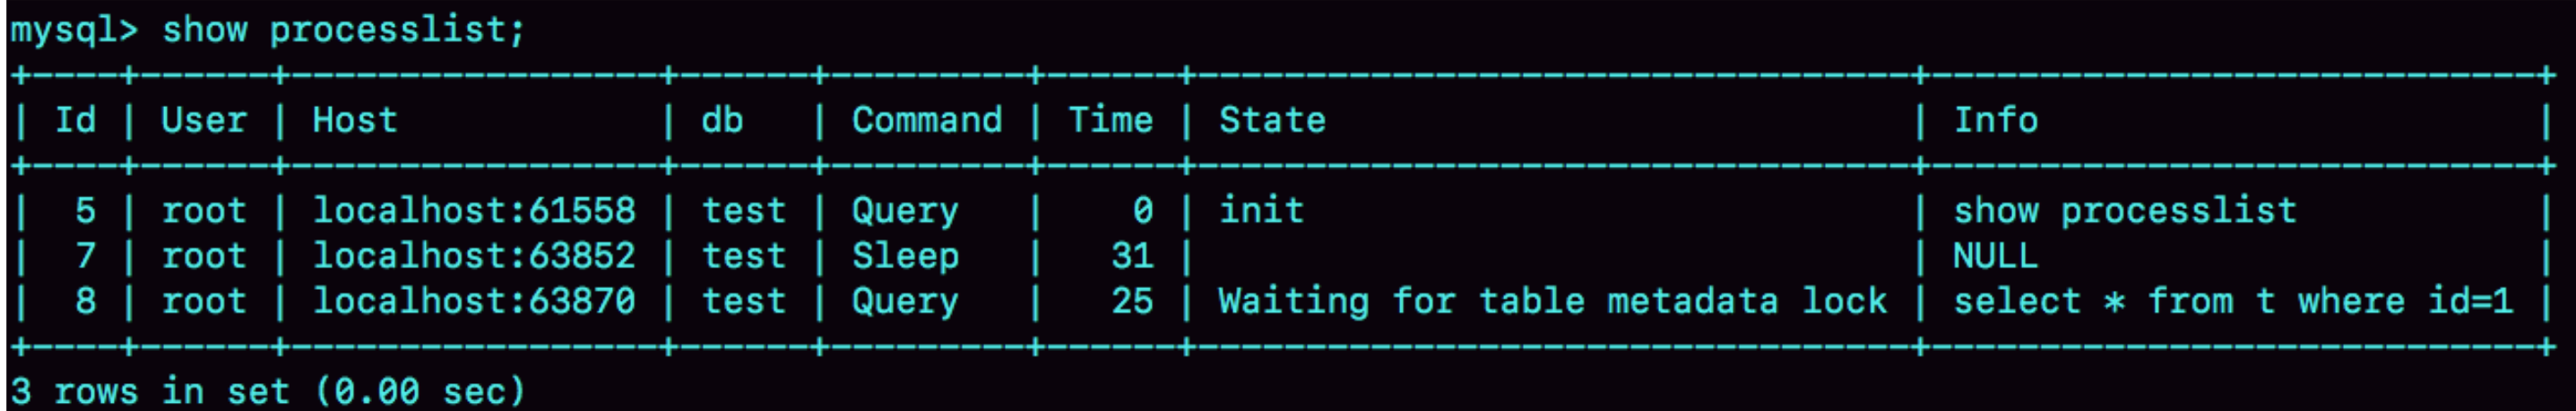 mysql> show processlist;
+----+------+-----------------+------+---------+------+---------------------------------+----------------------------+
| Id | User | Host            | db   | Command | Time | State                           | Info                       |
+----+------+-----------------+------+---------+------+---------------------------------+----------------------------+
|  5 | root | localhost:61558 | test | Query   |    0 | init                            | show processlist           |
|  7 | root | localhost:63852 | test | Sleep   |   31 |                                 | NULL                       |
|  8 | root | localhost:63870 | test | Query   |   25 | Waiting for table metadata lock | select * from t where id=1 |
+----+------+-----------------+------+---------+------+---------------------------------+----------------------------+
3 rows in set (0.00 sec)